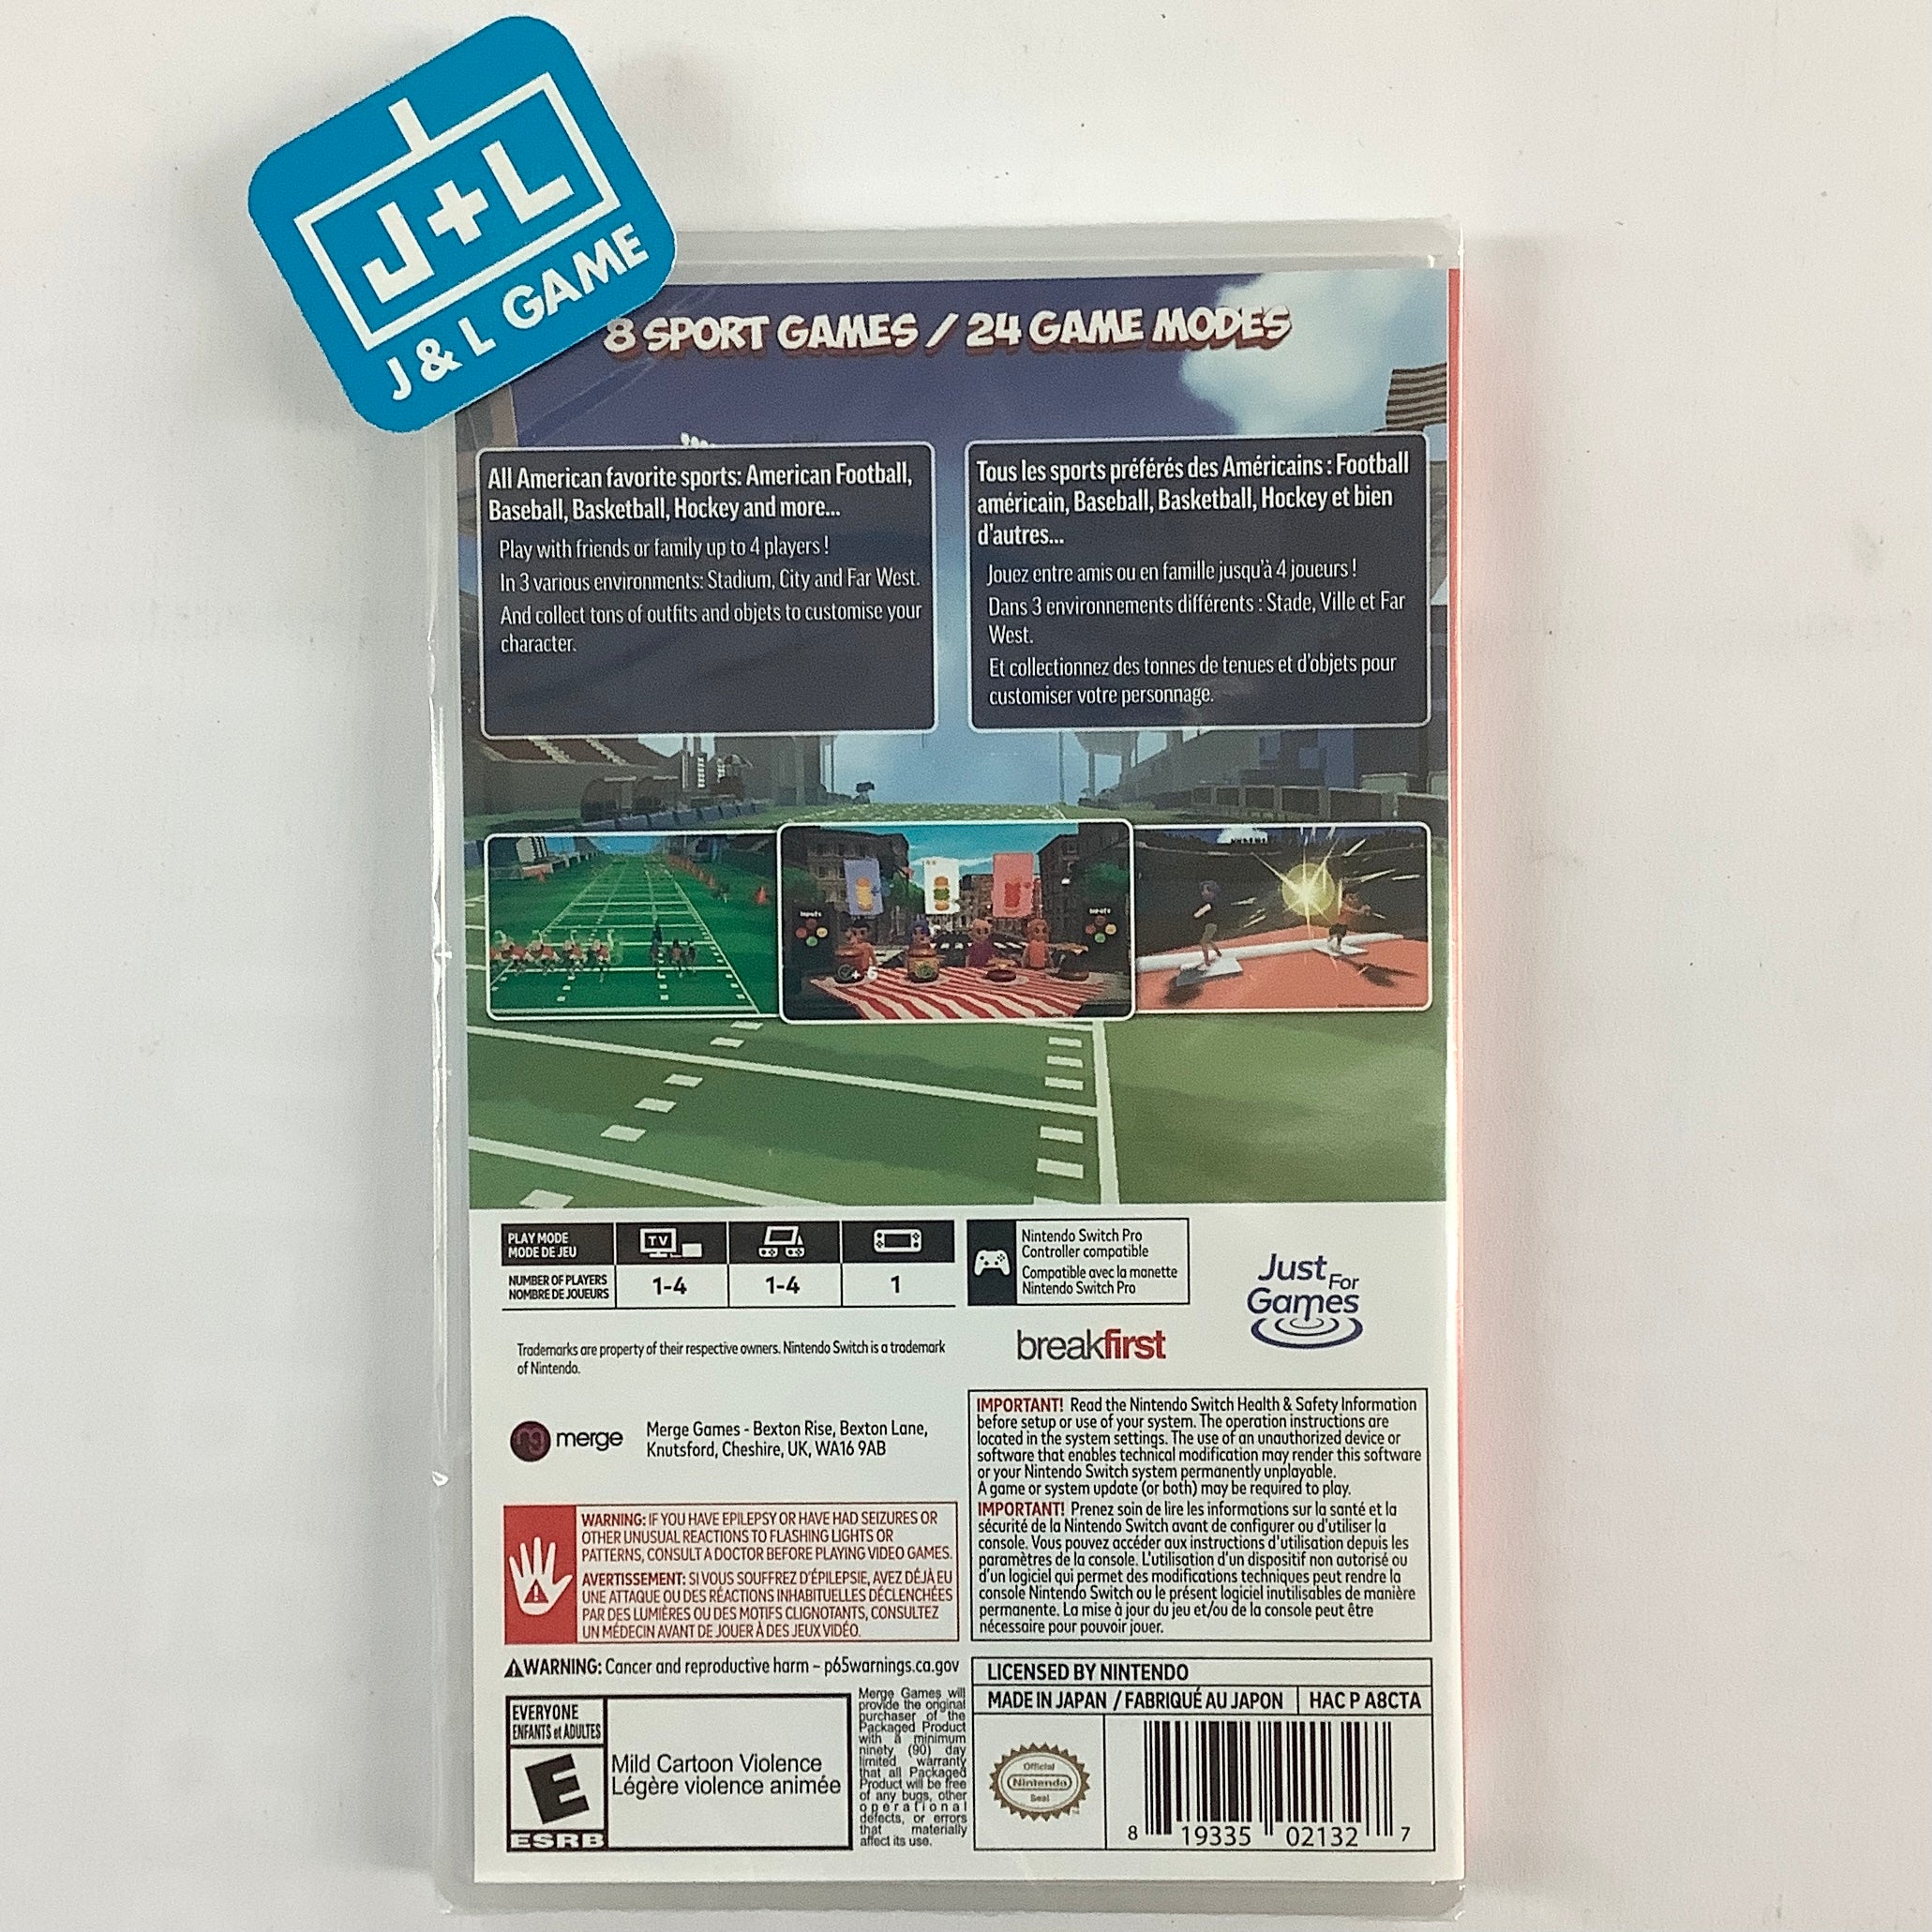 J+L
J & L GAME
8 SPORT GAMES / 24 GAME MODES
All American favorite sports: American Football,
Baseball, Basketball, Hockey and more...
Play with friends or family up to 4 players !
In 3 various environments: Stadium, City and Far West.
And collect tons of outfits and objets to customise your
character.
Tous les sports préférés des Américains : Football
américain, Baseball, Basketball, Hockey et bien
d'autres...
Jouez entre amis ou en famille jusqu'à 4 joueurs !
Dans 3 environnements différents : Stade, Ville et Far
West.
Et collectionnez des tonnes de tenues et d'objets pour
customiser votre personnage.
Inputs
Inputs
+ 6
PLAY MODE
MODE DE JEU
TV
NUMBER OF PLAYERS
NOMBRE DE JOUEURS
1-4
1-4
1
Nintendo Switch Pro
Controller compatible
Compatible avec la manette
Nintendo Switch Pro
Just For
Games
Trademarks are property of their respective owners. Nintendo Switch is a trademark
of Nintendo.
breakfirst
merge
Merge Games - Bexton Rise, Bexton Lane,
Knutsford, Cheshire, UK, WA16 9AB
IMPORTANT! Read the Nintendo Switch Health & Safety Information
before setup or use of your system. The operation instructions are
located in the system settings. The use of an unauthorized device or
software that enables technical modification may render this software
or your Nintendo Switch system permanently unplayable.
A game or system update (or both) may be required to play.
IMPORTANT! Prenez soin de lire les informations sur la santé et la
sécurité de la Nintendo Switch avant de configurer ou d'utiliser la
console. Vous pouvez accéder aux instructions d'utilisation depuis les
paramètres de la console. L'utilisation d'un dispositif non autorisé ou
d'un logiciel qui permet des modifications techniques peut rendre la
console Nintendo Switch ou le présent logiciel inutilisables de manière
permanente. La mise à jour du jeu et/ou de la console peut être
nécessaire pour pouvoir jouer.
WARNING: IF YOU HAVE EPILEPSY OR HAVE HAD SEIZURES OR
OTHER UNUSUAL REACTIONS TO FLASHING LIGHTS OR
PATTERNS, CONSULT A DOCTOR BEFORE PLAYING VIDEO GAMES.
AVERTISSEMENT: SI VOUS SOUFFREZ D'ÉPILEPSIE, AVEZ DÉJÀ EU
UNE ATTAQUE OU DES RÉACTIONS INHABITUELLES DÉCLENCHÉES
PAR DES LUMIÈRES OU DES MOTIFS CLIGNOTANTS, CONSULTEZ
UN MÉDECIN AVANT DE JOUER À DES JEUX VIDÉO.
WARNING: Cancer and reproductive harm – p65warnings.ca.gov
EVERYONE
ENFANTS et ADULTES
E
ESRB
Mild Cartoon Violence
Légère violence animée
Merge Games will
provide the original
purchaser of the
Packaged Product
with a minimum
ninety (90) day
limited warranty
that all Packaged
Product will be free
of any bugs, other
operational
defects, or errors
that materially
affect its use.
LICENSED BY NINTENDO
MADE IN JAPAN / FABRIQUÉ AU JAPON
HAC P A8CTA
Official
Nintendo
Seal
8 19335 02132 7